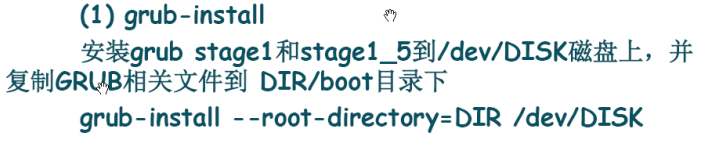 (1) grub-install
安装grub stage1和stage1_5到/dev/DISK磁盘上，并
复制GRUB相关文件到 DIR/boot目录下
grub-install --root-directory=DIR /dev/DISK